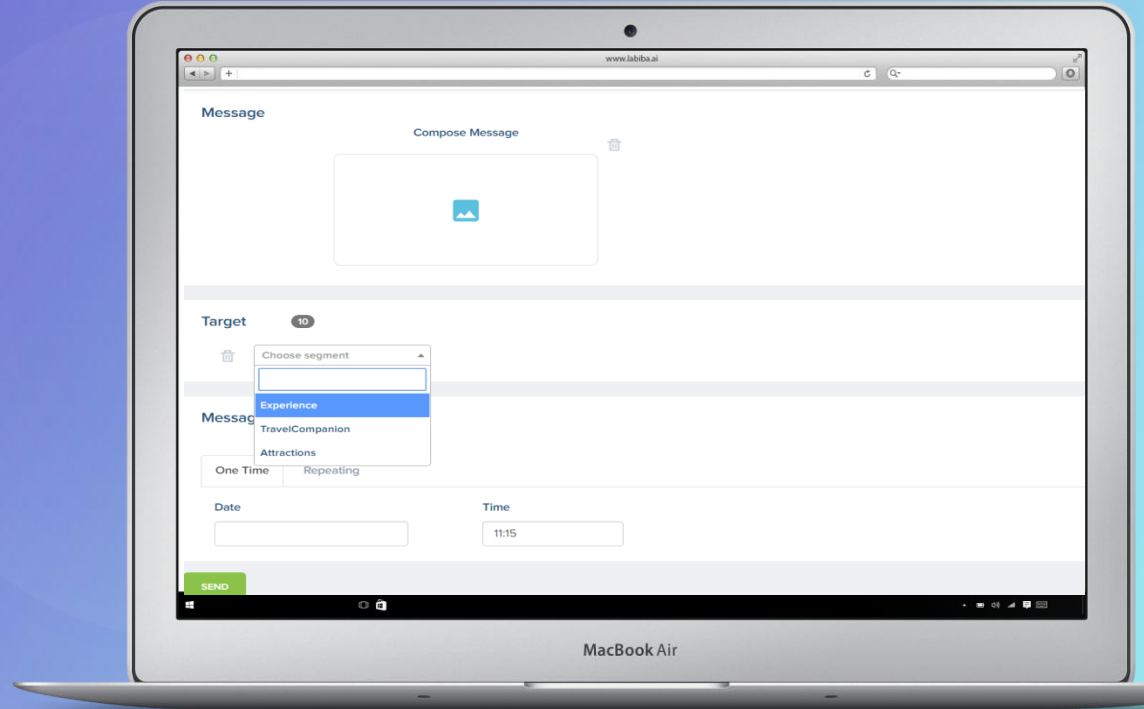 www.labiba.ai
Message
Compose Message
Target 10
Choose segment
Experience
Messag
TravelCompanion
Attractions
One Time Repeating
Date Time
11:15
SEND
MacBook Air